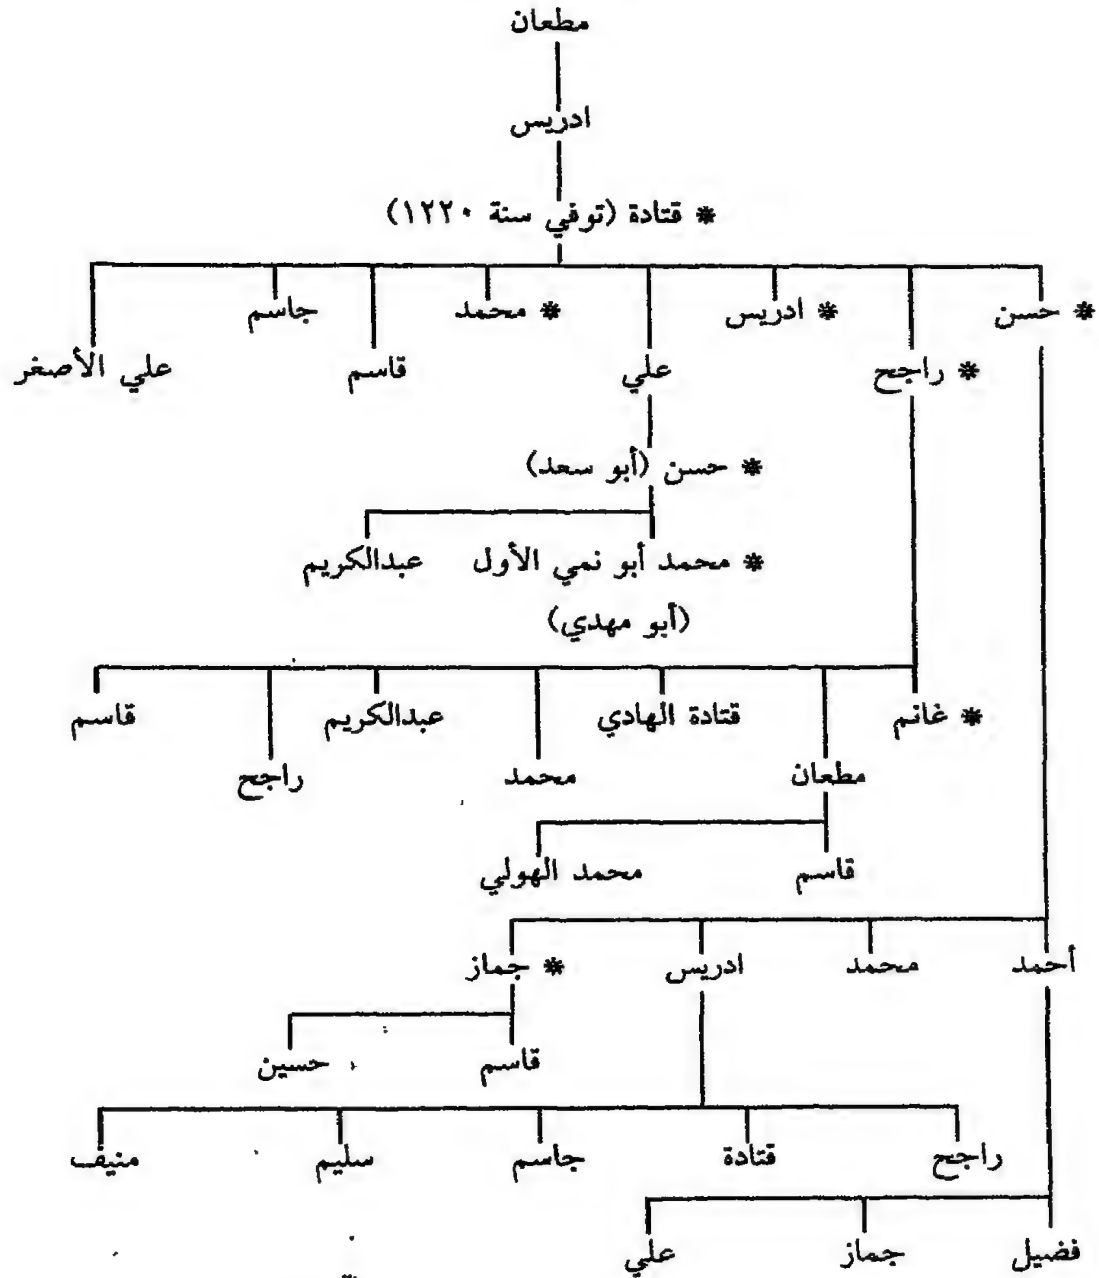 مطعان
ادريس
* قتادة (توفي سنة ١٢٢٠)
* حسن
* ادريس
* محمد
جاسم
* راجح
علي
قاسم
علي الأصغر
* حسن (أبو سعد)
* محمد أبو نمي الأول
عبدالكريم
(أبو مهدي)
* غانم
قتادة الهادي
عبدالكريم
قاسم
مطعان
محمد
راجح
قاسم
محمد الهولي
أحمد
محمد
ادريس
* جماز
قاسم
حسين
راجح
قتادة
جاسم
سليم
منيف
فضيل
جماز
علي